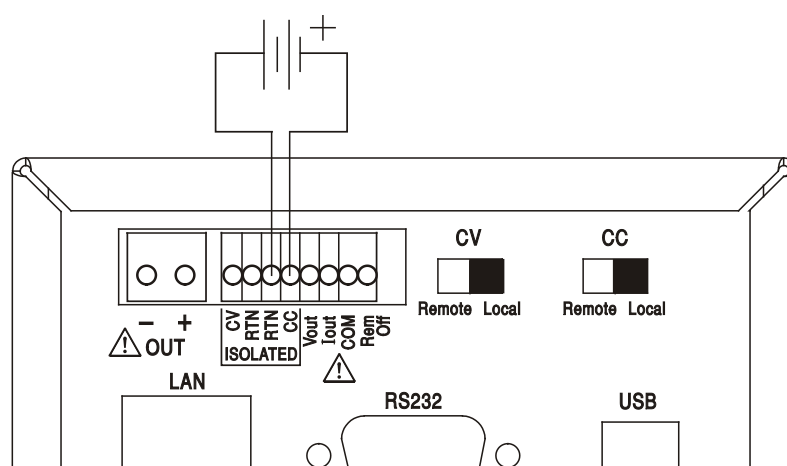 +
CV
CC
Remote Local
Remote Local
− +
OUT
CV
RTN
RTN
CC
Vout
Iout
COM
Rem
Off
ISOLATED
LAN
RS232
USB